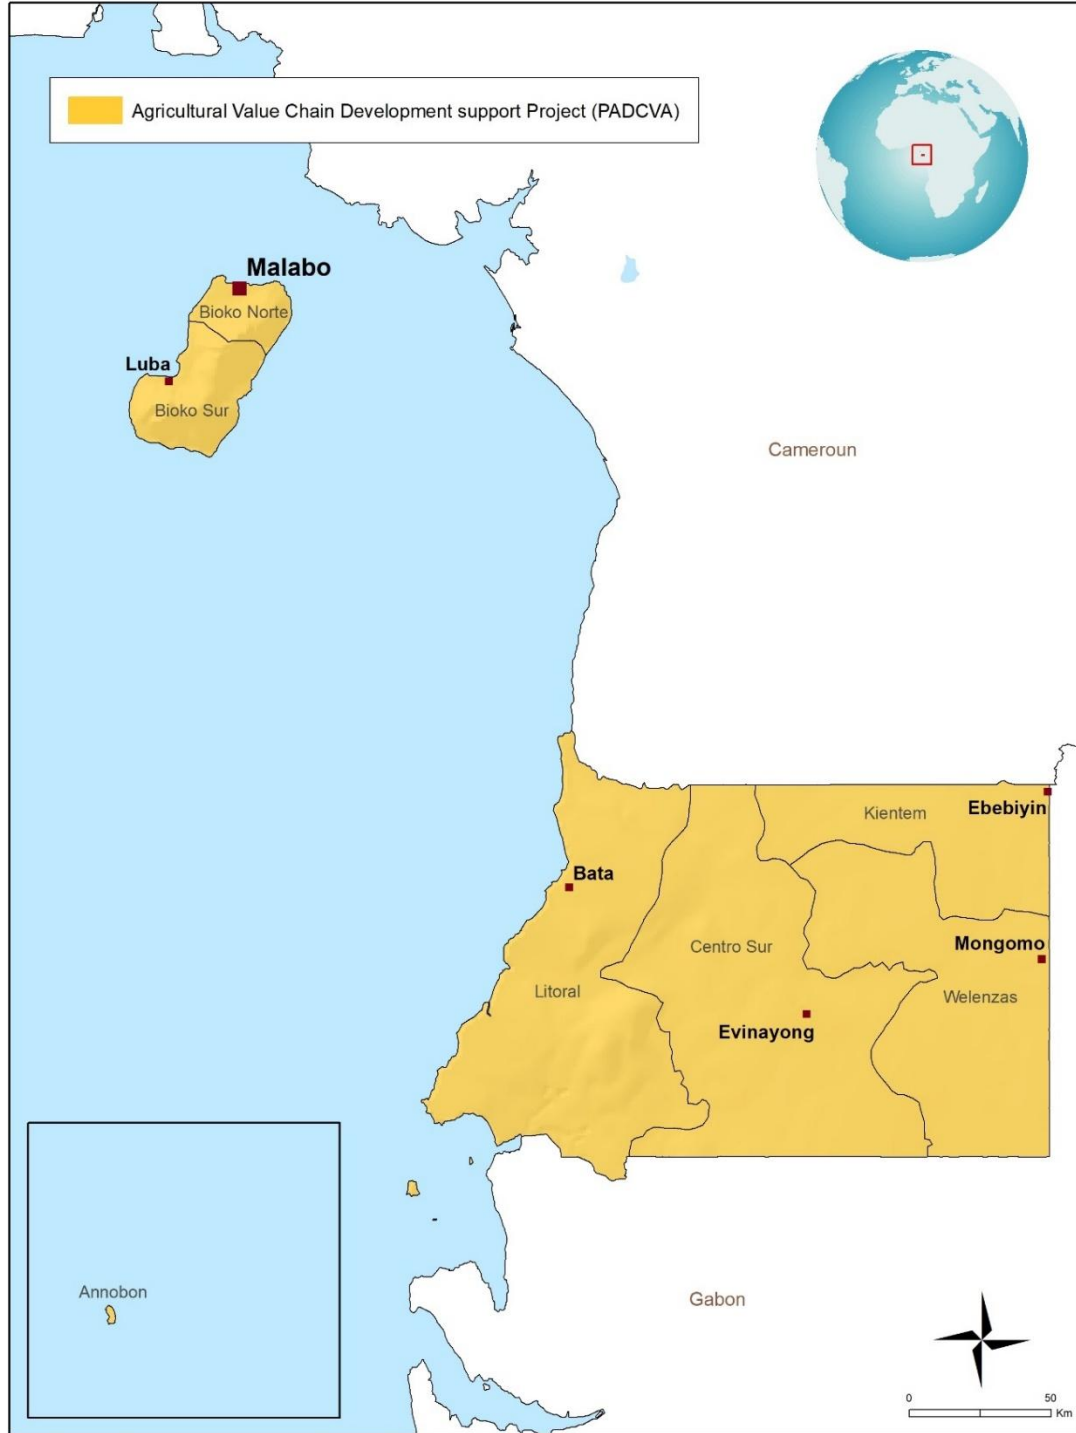 Agricultural Value Chain Development support Project (PADCVA)
Malabo
Bioko Norte
Luba
Bioko Sur
Cameroun
Kientem
Ebebiyin
Bata
Centro Sur
Mongomo
Litoral
Welenzas
Evinayong
Annobon
Gabon
0 50
Km